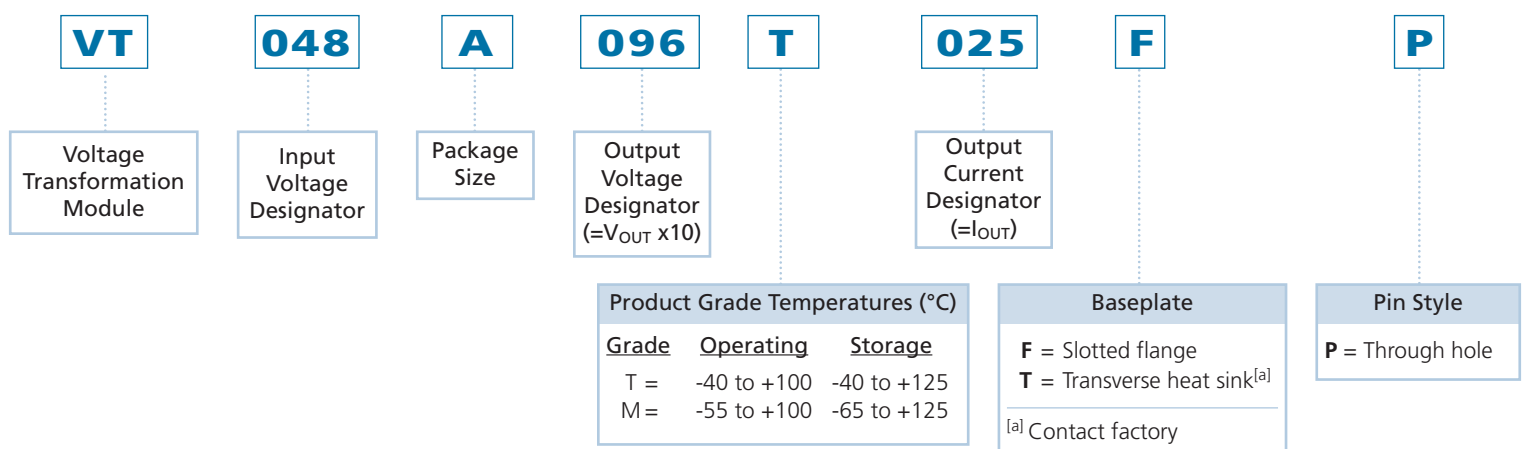 VT 048 A 096 T 025 F P
Voltage
Transformation
Module
Input
Voltage
Designator
Package
Size
Output
Voltage
Designator
(=VOUT x10)
Output
Current
Designator
(=IOUT)
Product Grade Temperatures (°C)
Grade Operating Storage
T = -40 to +100 -40 to +125
M = -55 to +100 -65 to +125
Baseplate
F = Slotted flange
T = Transverse heat sink[a]
[a] Contact factory
Pin Style
P = Through hole